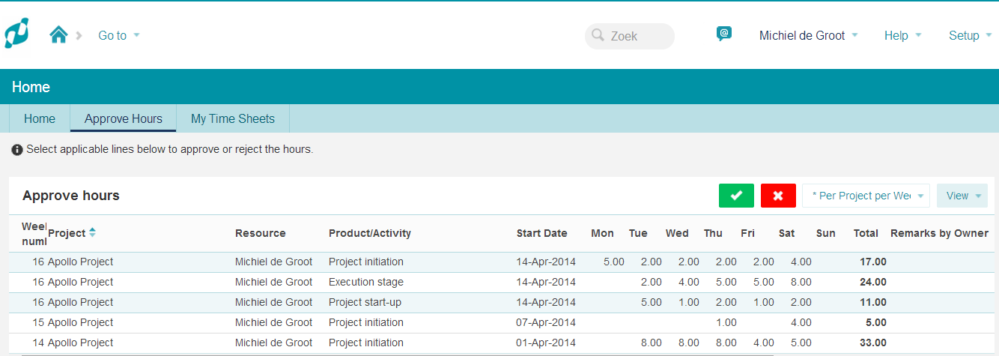 Go to Zoek @ Michiel de Groot Help Setup
Home
Home Approve Hours My Time Sheets
Select applicable lines below to approve or reject the hours.
Approve hours * Per Project per Wee View
Week
numb
Project Resource Product/Activity Start Date Mon Tue Wed Thu Fri Sat Sun Total Remarks by Owner
16 Apollo Project Michiel de Groot Project initiation 14-Apr-2014 5.00 2.00 2.00 2.00 2.00 4.00 17.00
16 Apollo Project Michiel de Groot Execution stage 14-Apr-2014 2.00 4.00 5.00 5.00 8.00 24.00
16 Apollo Project Michiel de Groot Project start-up 14-Apr-2014 5.00 1.00 2.00 1.00 2.00 11.00
15 Apollo Project Michiel de Groot Project initiation 07-Apr-2014 1.00 4.00 5.00
14 Apollo Project Michiel de Groot Project initiation 01-Apr-2014 8.00 8.00 8.00 4.00 5.00 33.00